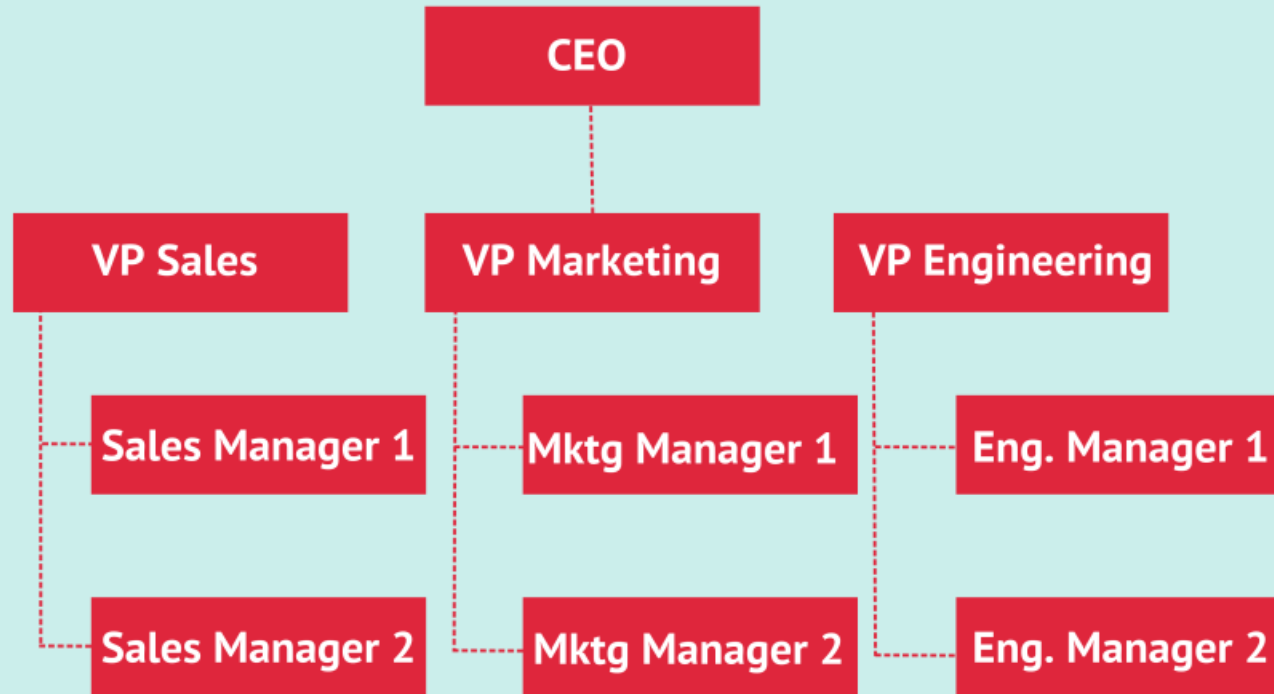 CEO
VP Sales
VP Marketing
VP Engineering
Sales Manager 1
Mktg Manager 1
Eng. Manager 1
Sales Manager 2
Mktg Manager 2
Eng. Manager 2